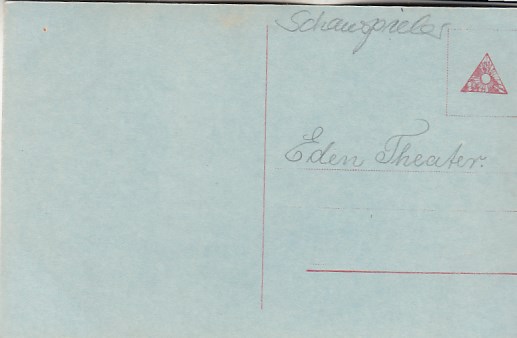 Schauspieler
Eden Theater.